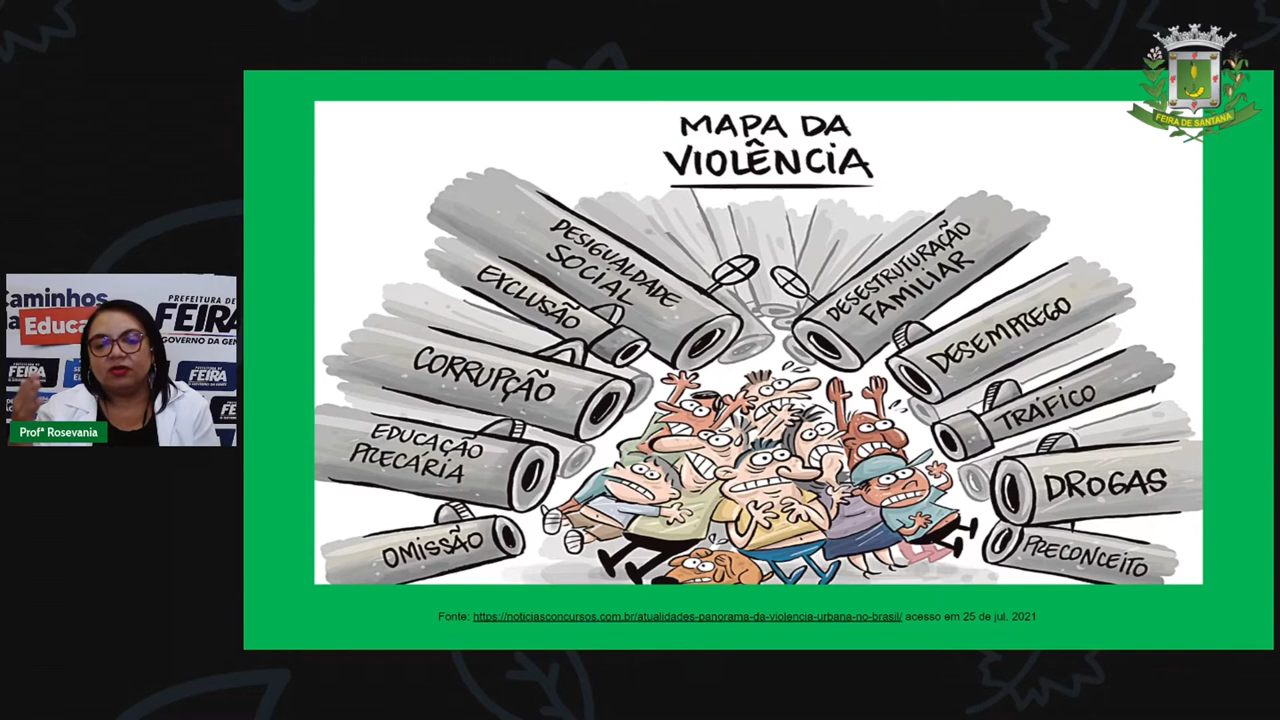 FEIRA DE SANTANA
MAPA DA
VIOLÊNCIA
DESIGUALDADE
SOCIAL
EXCLUSÃO
CORRUPÇÃO
EDUCAÇÃO
PRECÁRIA
OMISSÃO
DESESTRUTURAÇÃO
FAMILIAR
DESEMPREGO
TRÁFICO
DROGAS
PRECONCEITO
Fonte: https://noticiasconcursos.com.br/atualidades-panorama-da-violencia-urbana-no-brasil/ acesso em 25 de jul. 2021
PREFEITURA DE
FEIRA
GOVERNO DA GEN
Caminhos
Educa
FEIRA
FEIRA
Profª Rosevania